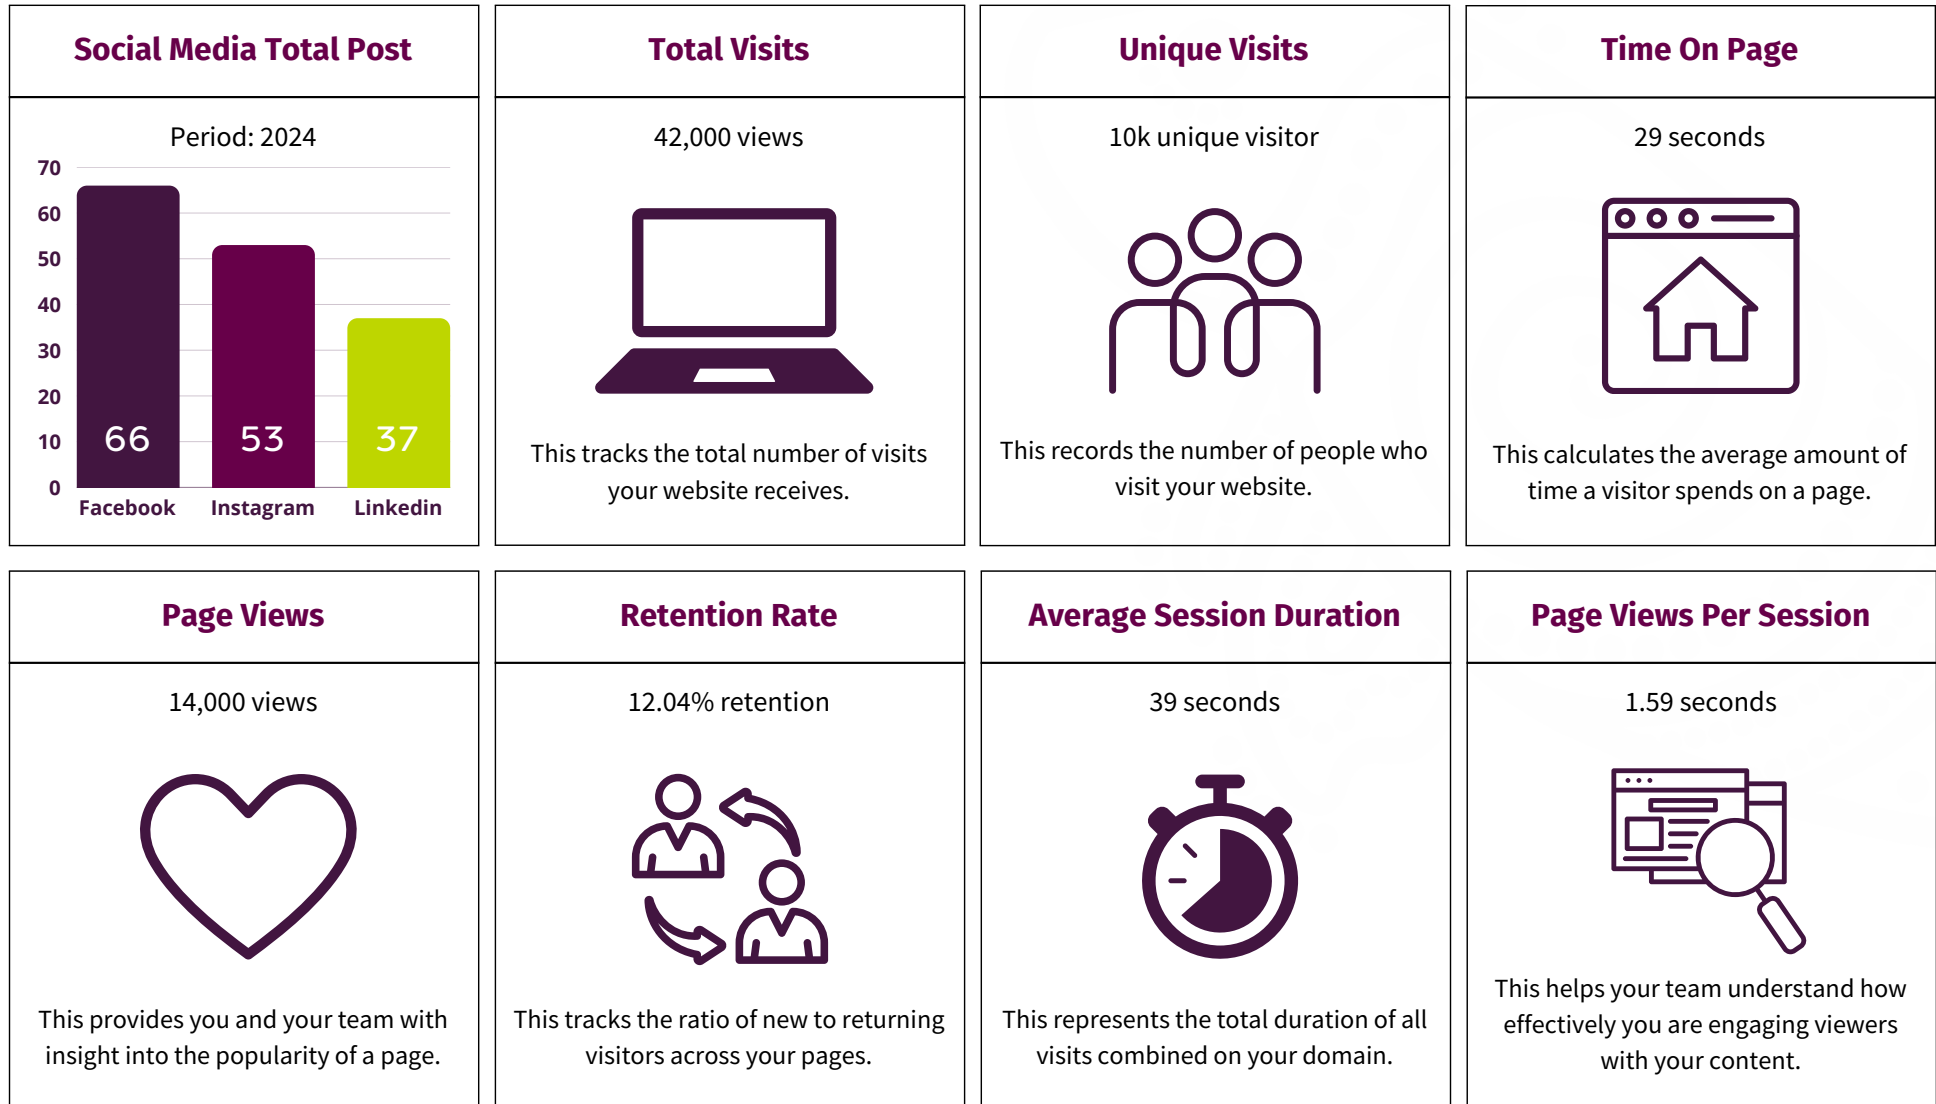 Social Media Total Post
Period: 2024
70
60
50
40
30
20
10
0
66
53
37
Facebook
Instagram
Linkedin
Total Visits
42,000 views
This tracks the total number of visits
your website receives.
Unique Visits
10k unique visitor
This records the number of people who
visit your website.
Time On Page
29 seconds
This calculates the average amount of
time a visitor spends on a page.
Page Views
14,000 views
This provides you and your team with
insight into the popularity of a page.
Retention Rate
12.04% retention
This tracks the ratio of new to returning
visitors across your pages.
Average Session Duration
39 seconds
This represents the total duration of all
visits combined on your domain.
Page Views Per Session
1.59 seconds
This helps your team understand how
effectively you are engaging viewers
with your content.